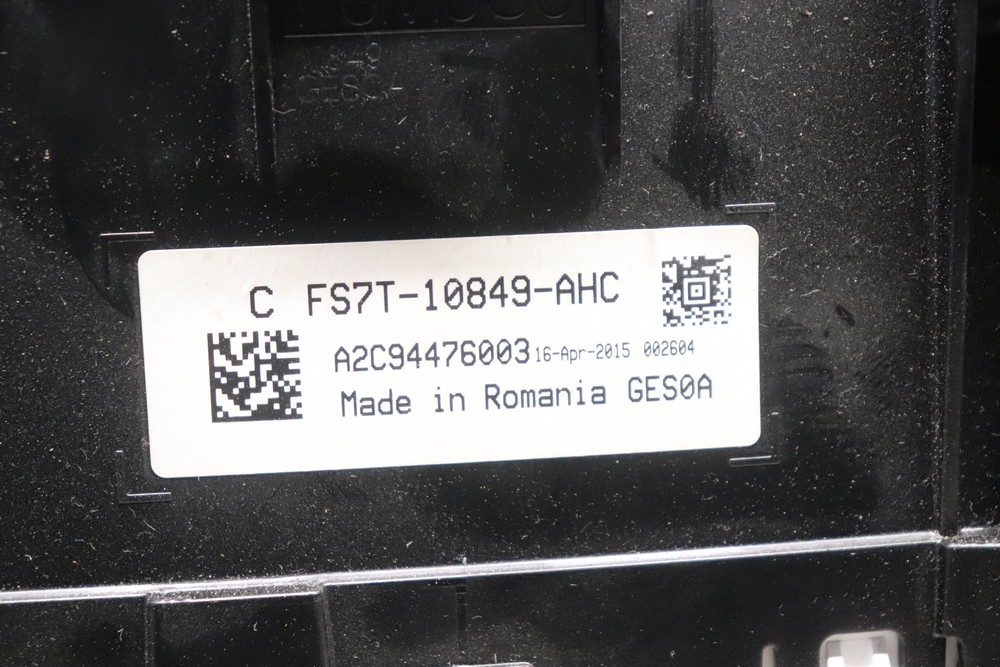 C FS7T-10849-AHC
A2C94476003 16-Apr-2015 002604
Made in Romania GES0A